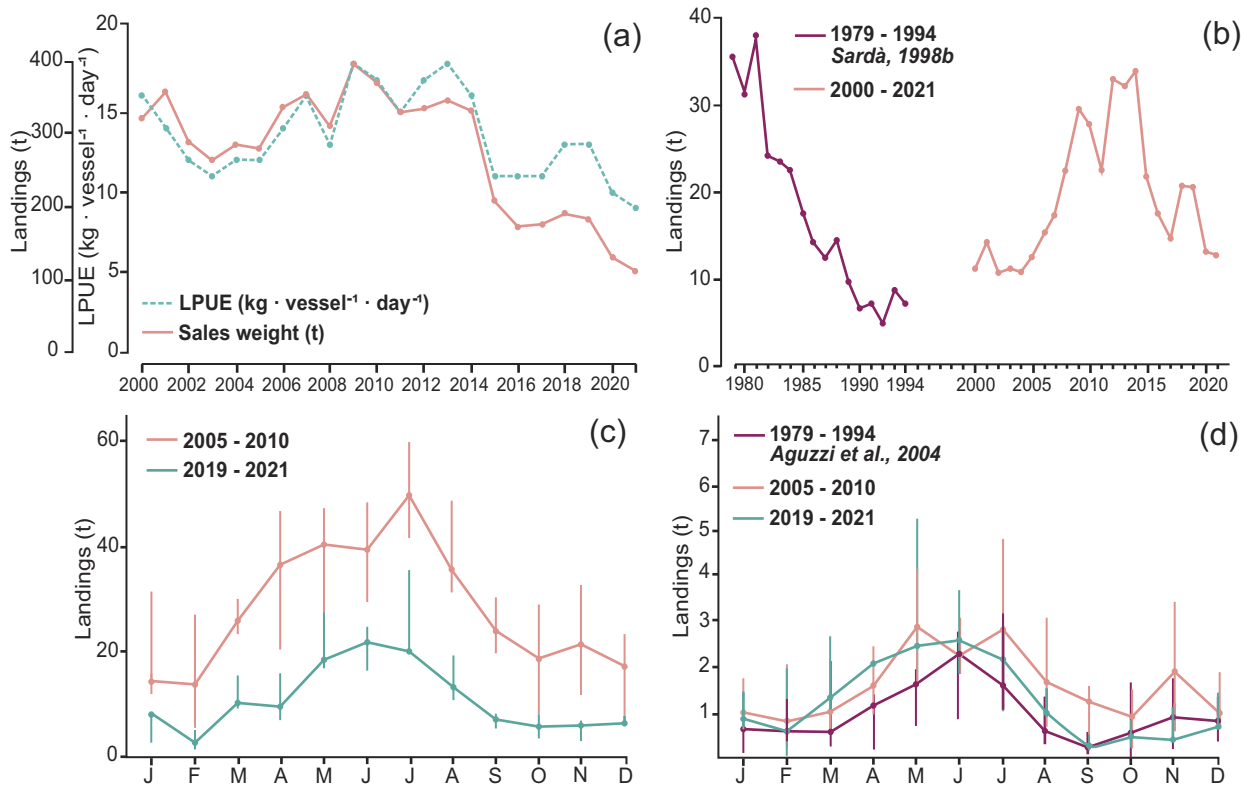 (a)
Landings (t)
LPUE (kg · vessel⁻¹ · day⁻¹)
400
300
200
100
0
20
15
10
5
0
LPUE (kg · vessel⁻¹ · day⁻¹)
Sales weight (t)
2000 2002 2004 2006 2008 2010 2012 2014 2016 2018 2020
(b)
Landings (t)
40
30
20
10
0
1979 - 1994
Sardà, 1998b
2000 - 2021
1980 1985 1990 1994 2000 2005 2010 2015 2020
(c)
Landings (t)
60
40
20
0
2005 - 2010
2019 - 2021
J F M A M J J A S O N D
(d)
Landings (t)
7
6
5
4
3
2
1
1979 - 1994
Aguzzi et al., 2004
2005 - 2010
2019 - 2021
J F M A M J J A S O N D